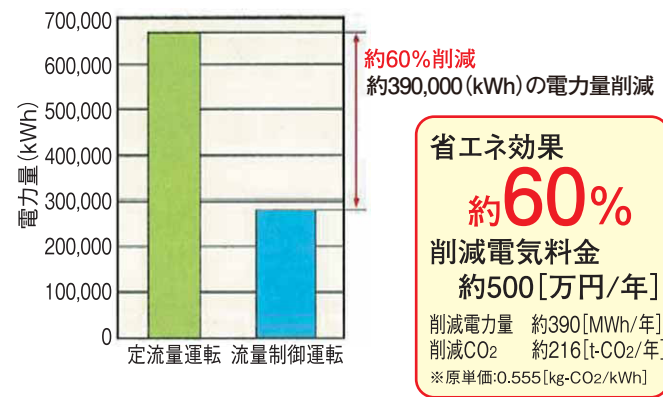 700,000
600,000
500,000
400,000
300,000
200,000
100,000
0
電力量(kWh)
定流量運転 流量制御運転
約60%削減
約390,000(kWh)の電力量削減
省エネ効果
約60%
削減電気料金
約500[万円/年]
削減電力量 約390[MWh/年]
削減CO2 約216[t-CO2/年]
※原単価:0.555[kg-CO2/kWh]